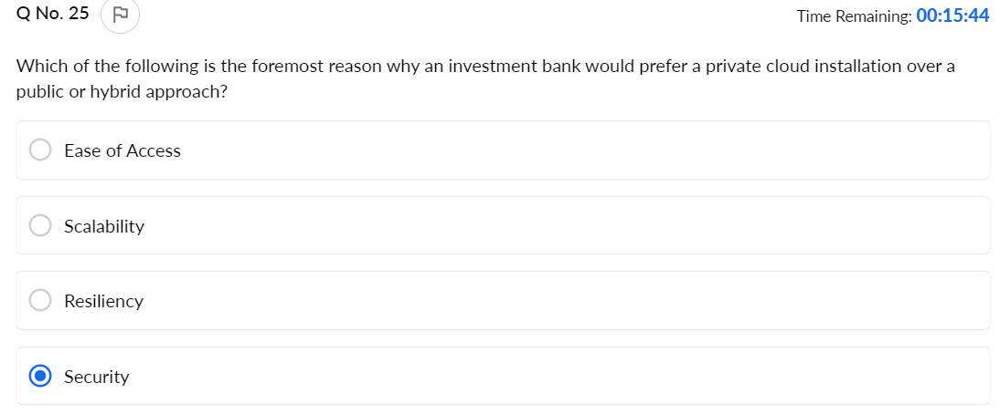 Q No. 25
Time Remaining: 00:15:44
Which of the following is the foremost reason why an investment bank would prefer a private cloud installation over a
public or hybrid approach?
Ease of Access
Scalability
Resiliency
Security